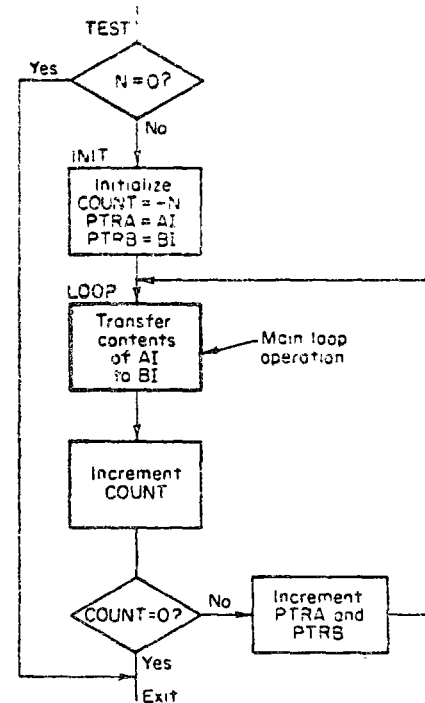 TEST
Yes
N=0?
No
INIT
Initialize
COUNT=-N
PTRA=AI
PTRB=BI
LOOP
Transfer
contents
of AI
to BI
Main loop
operation
Increment
COUNT
COUNT=0?
No
Increment
PTRA and
PTRB
Yes
Exit